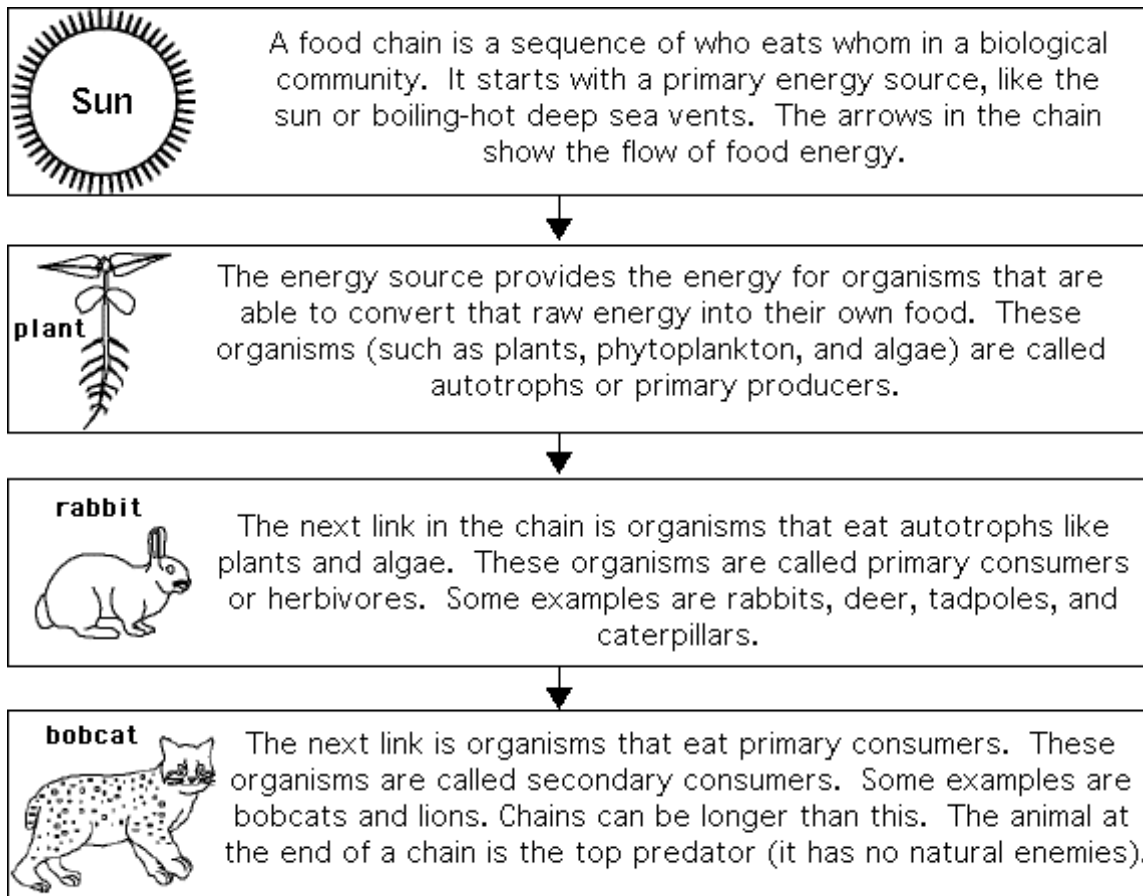 Sun
A food chain is a sequence of who eats whom in a biological
community. It starts with a primary energy source, like the
sun or boiling-hot deep sea vents. The arrows in the chain
show the flow of food energy.
plant
The energy source provides the energy for organisms that are
able to convert that raw energy into their own food. These
organisms (such as plants, phytoplankton, and algae) are called
autotrophs or primary producers.
rabbit
The next link in the chain is organisms that eat autotrophs like
plants and algae. These organisms are called primary consumers
or herbivores. Some examples are rabbits, deer, tadpoles, and
caterpillars.
bobcat
The next link is organisms that eat primary consumers. These
organisms are called secondary consumers. Some examples are
bobcats and lions. Chains can be longer than this. The animal at
the end of a chain is the top predator (it has no natural enemies).